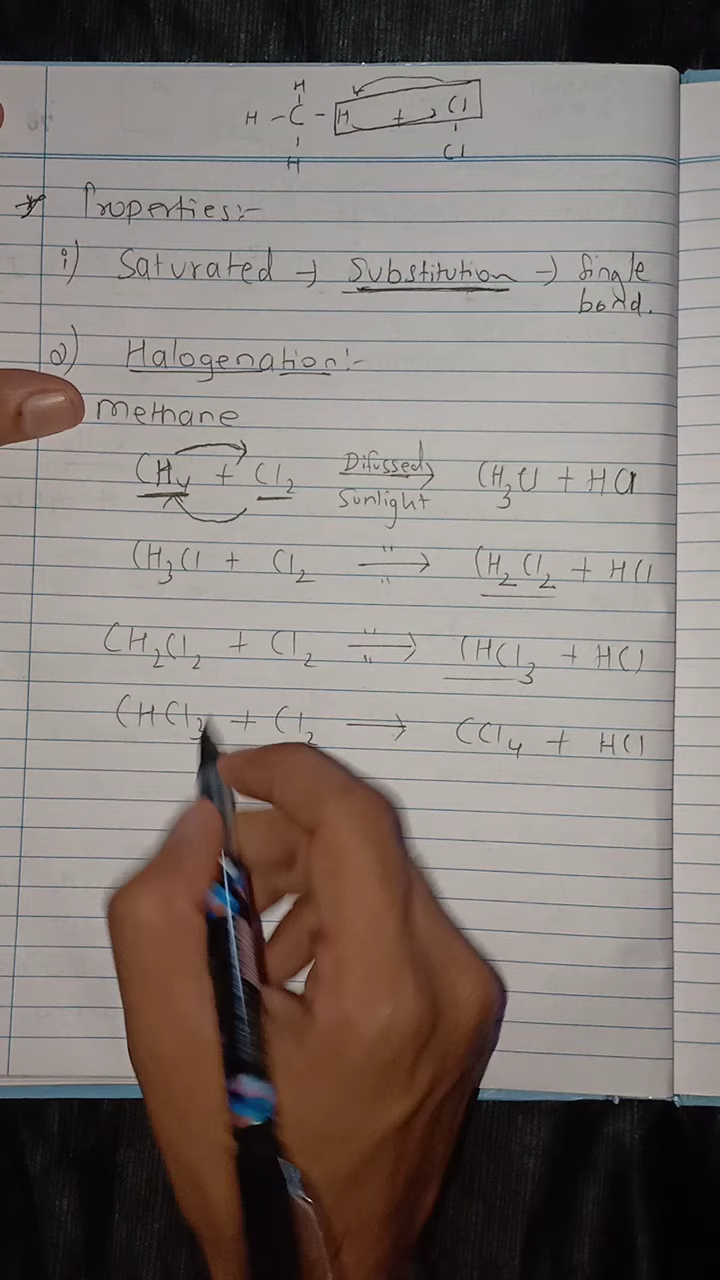 H
H - C - H + Cl
H Cl
* Properties:-
i) Saturated → Substitution → Single
bond.
2) Halogenation:-
Methane
CH4 + Cl2 Difussed Sunlight → CH3Cl + HCl
CH3Cl + Cl2 " " → CH2Cl2 + HCl
CH2Cl2 + Cl2 " " → CHCl3 + HCl
CHCl3 + Cl2 → CCl4 + HCl